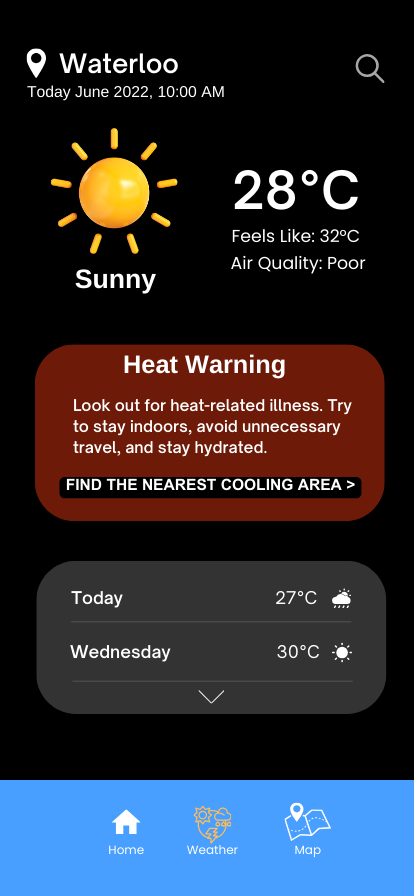 Waterloo
Today June 2022, 10:00 AM
28°C
Feels Like: 32°C
Air Quality: Poor
Sunny
Heat Warning
Look out for heat-related illness. Try
to stay indoors, avoid unnecessary
travel, and stay hydrated.
FIND THE NEAREST COOLING AREA >
Today 27°C
Wednesday 30°C
Home Weather Map